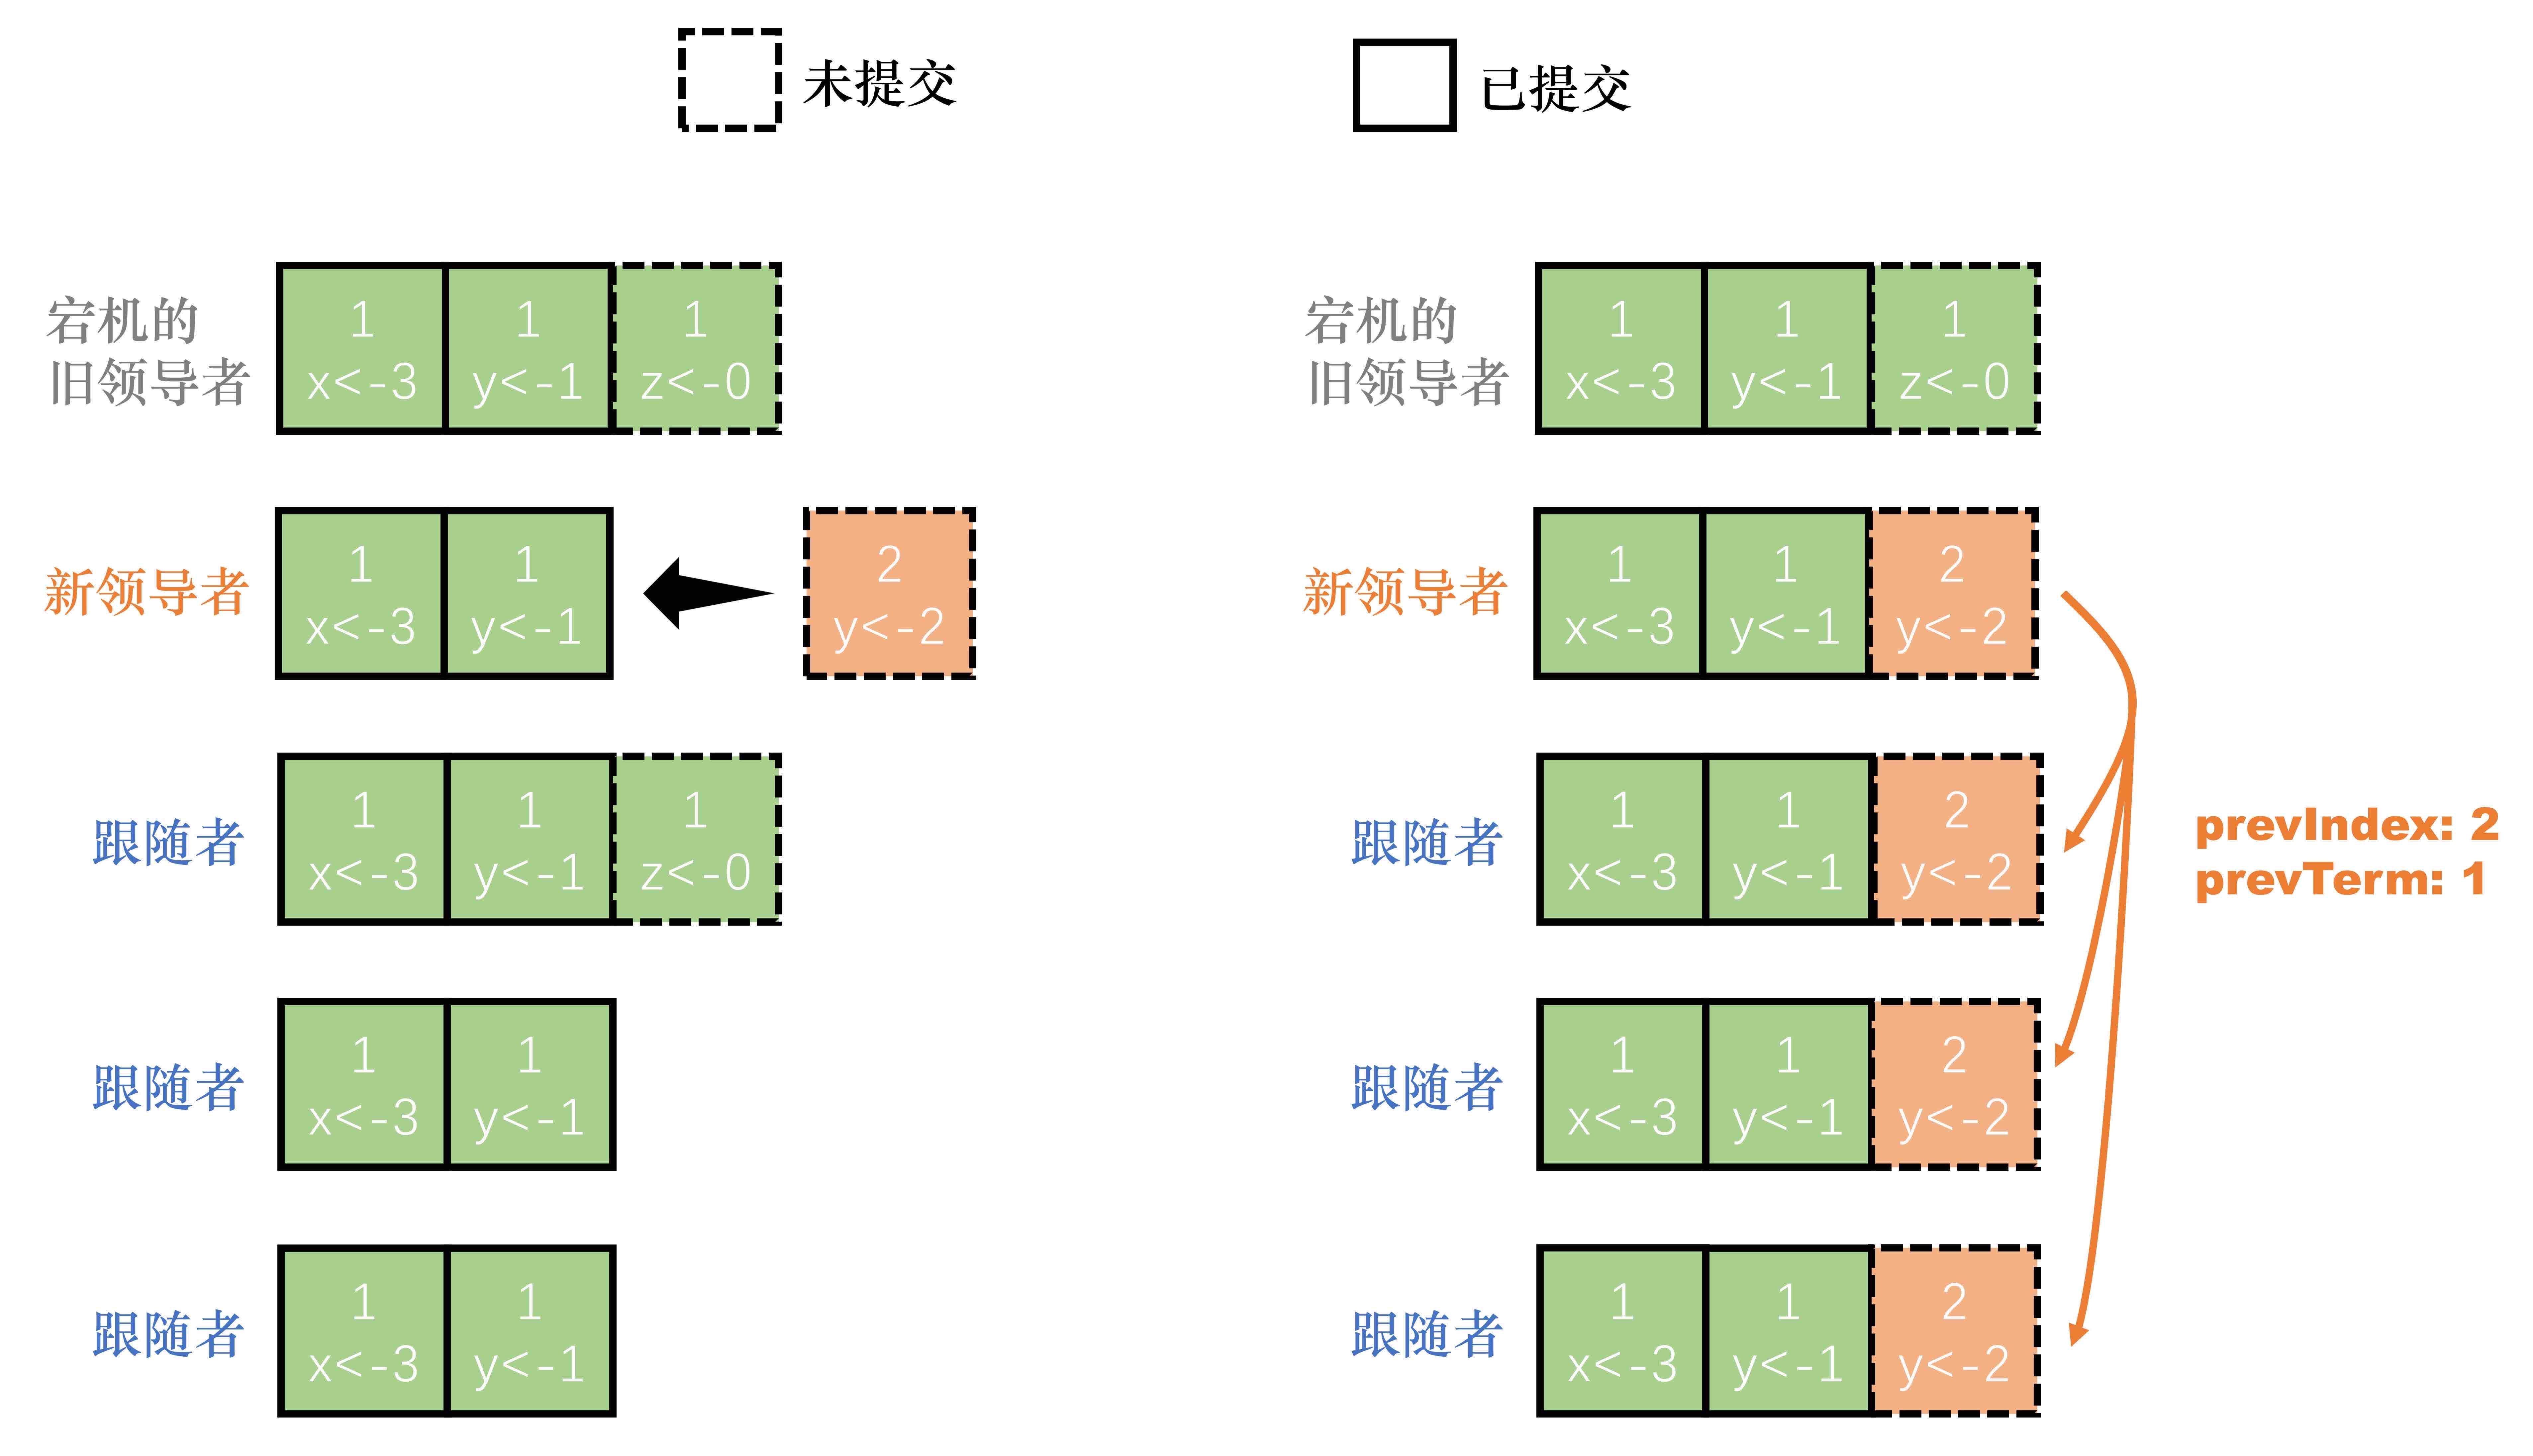 未提交
已提交
宕机的
旧领导者
1 1 1
x<-3 y<-1 z<-0
新领导者
1 1 2
x<-3 y<-1 y<-2
跟随者
1 1 1
x<-3 y<-1 z<-0
跟随者
1 1
x<-3 y<-1
跟随者
1 1
x<-3 y<-1
宕机的
旧领导者
1 1 1
x<-3 y<-1 z<-0
新领导者
1 1 2
x<-3 y<-1 y<-2
跟随者
1 1 2
x<-3 y<-1 y<-2
跟随者
1 1 2
x<-3 y<-1 y<-2
跟随者
1 1 2
x<-3 y<-1 y<-2
prevIndex: 2
prevTerm: 1